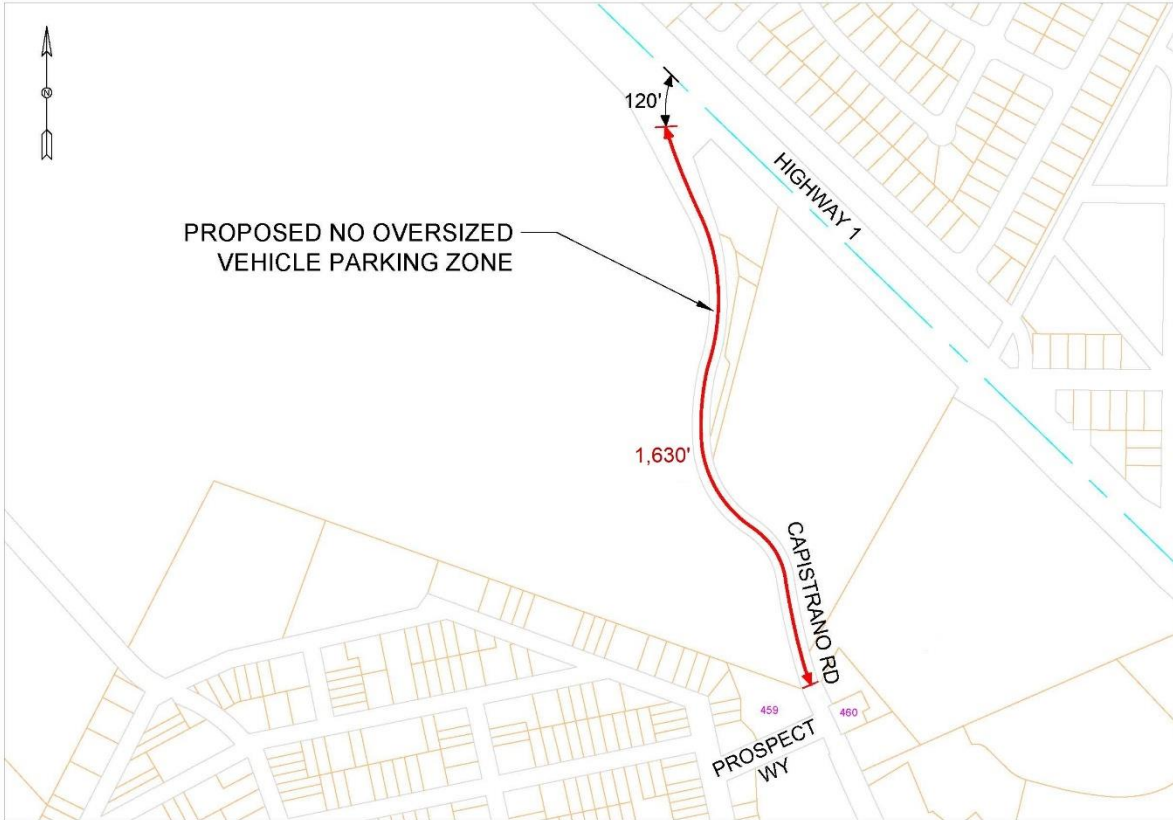 N
120'
HIGHWAY 1
PROPOSED NO OVERSIZED
VEHICLE PARKING ZONE
1,630'
CAPISTRANO RD
459
460
PROSPECT
WY